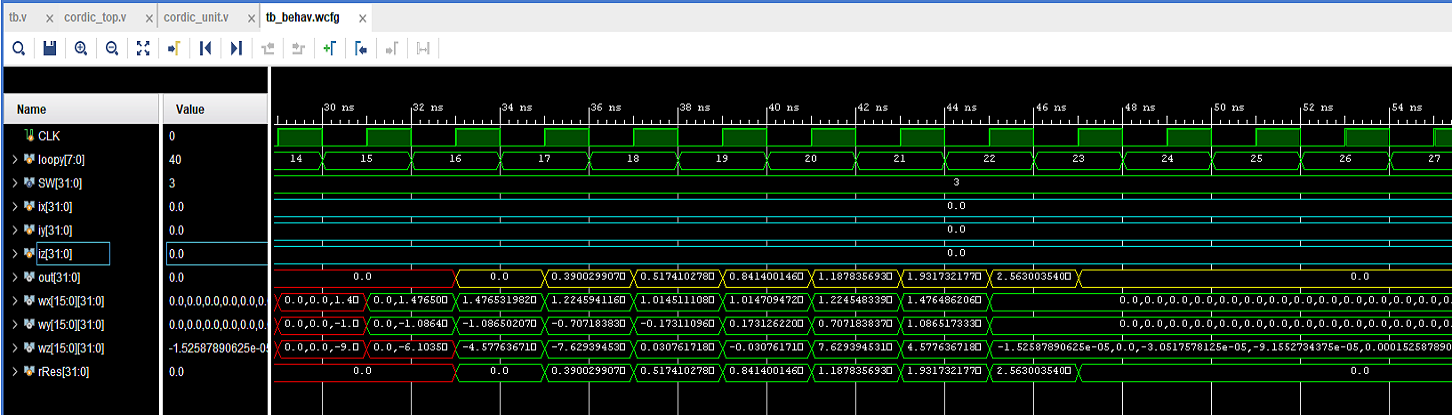 tb.v × cordic_top.v × cordic_unit.v × tb_behav.wcfg ×
30 ns 32 ns 34 ns 36 ns 38 ns 40 ns 42 ns 44 ns 46 ns 48 ns 50 ns 52 ns 54 ns
Name Value
CLK 0
loopy[7:0] 40 14 15 16 17 18 19 20 21 22 23 24 25 26 27
SW[31:0] 3 3
ix[31:0] 0.0 0.0
iy[31:0] 0.0 0.0
iz[31:0] 0.0 0.0
out[31:0] 0.0 0.0 0.0 0.390029907 0.517410278 0.841400146 1.187835693 1.931732177 2.563003540 0.0
wx[15:0][31:0] 0.0,0.0,0.0,0.0,0.0,0. 0.0,0.0,1.4 0.0,1.47650 1.476531982 1.224594116 1.014511108 1.014709472 1.224548339 1.476486206 0.0,0.0,0.0,0.0,0.0,0.0,0.0,0.0,0.0,0.0,0.0,0.0,0.0,0.
wy[15:0][31:0] 0.0,0.0,0.0,0.0,0.0,0. 0.0,0.0,-1. 0.0,-1.0864 -1.08650207 -0.70718383 -0.17311096 0.173126220 0.707183837 1.086517333 0.0,0.0,0.0,0.0,0.0,0.0,0.0,0.0,0.0,0.0,0.0,0.0,0.0,0.
wz[15:0][31:0] -1.52587890625e-05 0.0,0.0,-9. 0.0,-6.1035 -4.57763671 -7.62939453 0.030761718 -0.03076171 7.629394531 4.577636718 -1.52587890625e-05,0.0,-3.0517578125e-05,-9.1552734375e-05,0.000152587890
rRes[31:0] 0.0 0.0 0.0 0.390029907 0.517410278 0.841400146 1.187835693 1.931732177 2.563003540 0.0